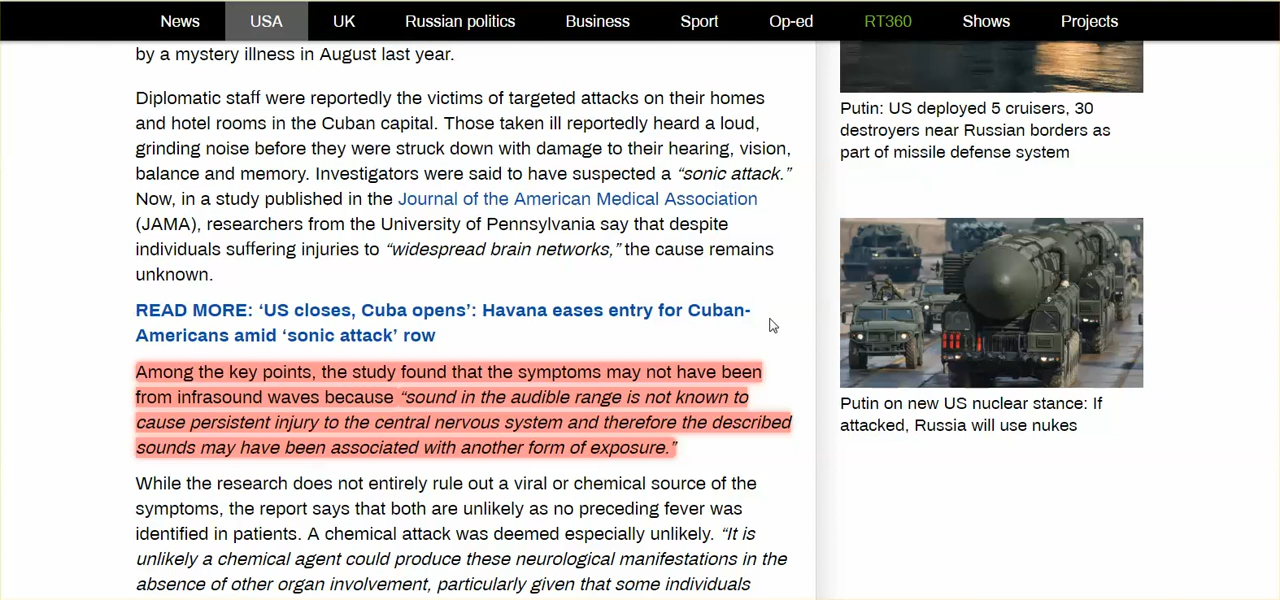 News USA UK Russian politics Business Sport Op-ed RT360 Shows Projects
by a mystery illness in August last year.
Diplomatic staff were reportedly the victims of targeted attacks on their homes
and hotel rooms in the Cuban capital. Those taken ill reportedly heard a loud,
grinding noise before they were struck down with damage to their hearing, vision,
balance and memory. Investigators were said to have suspected a “sonic attack.”
Now, in a study published in the Journal of the American Medical Association
(JAMA), researchers from the University of Pennsylvania say that despite
individuals suffering injuries to “widespread brain networks,” the cause remains
unknown.
READ MORE: ‘US closes, Cuba opens’: Havana eases entry for Cuban-
Americans amid ‘sonic attack’ row
Among the key points, the study found that the symptoms may not have been
from infrasound waves because “sound in the audible range is not known to
cause persistent injury to the central nervous system and therefore the described
sounds may have been associated with another form of exposure.”
While the research does not entirely rule out a viral or chemical source of the
symptoms, the report says that both are unlikely as no preceding fever was
identified in patients. A chemical attack was deemed especially unlikely. “It is
unlikely a chemical agent could produce these neurological manifestations in the
absence of other organ involvement, particularly given that some individuals
Putin: US deployed 5 cruisers, 30
destroyers near Russian borders as
part of missile defense system
Putin on new US nuclear stance: If
attacked, Russia will use nukes